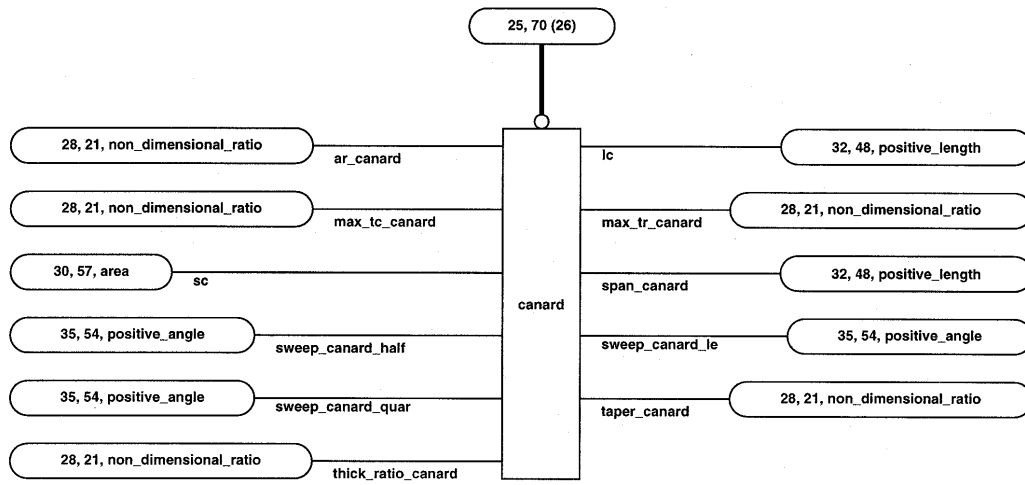 25, 70 (26)
28, 21, non_dimensional_ratio
ar_canard
lc
32, 48, positive_length
28, 21, non_dimensional_ratio
max_tc_canard
max_tr_canard
28, 21, non_dimensional_ratio
30, 57, area
sc
span_canard
32, 48, positive_length
canard
35, 54, positive_angle
sweep_canard_half
sweep_canard_le
35, 54, positive_angle
35, 54, positive_angle
sweep_canard_quar
taper_canard
28, 21, non_dimensional_ratio
28, 21, non_dimensional_ratio
thick_ratio_canard